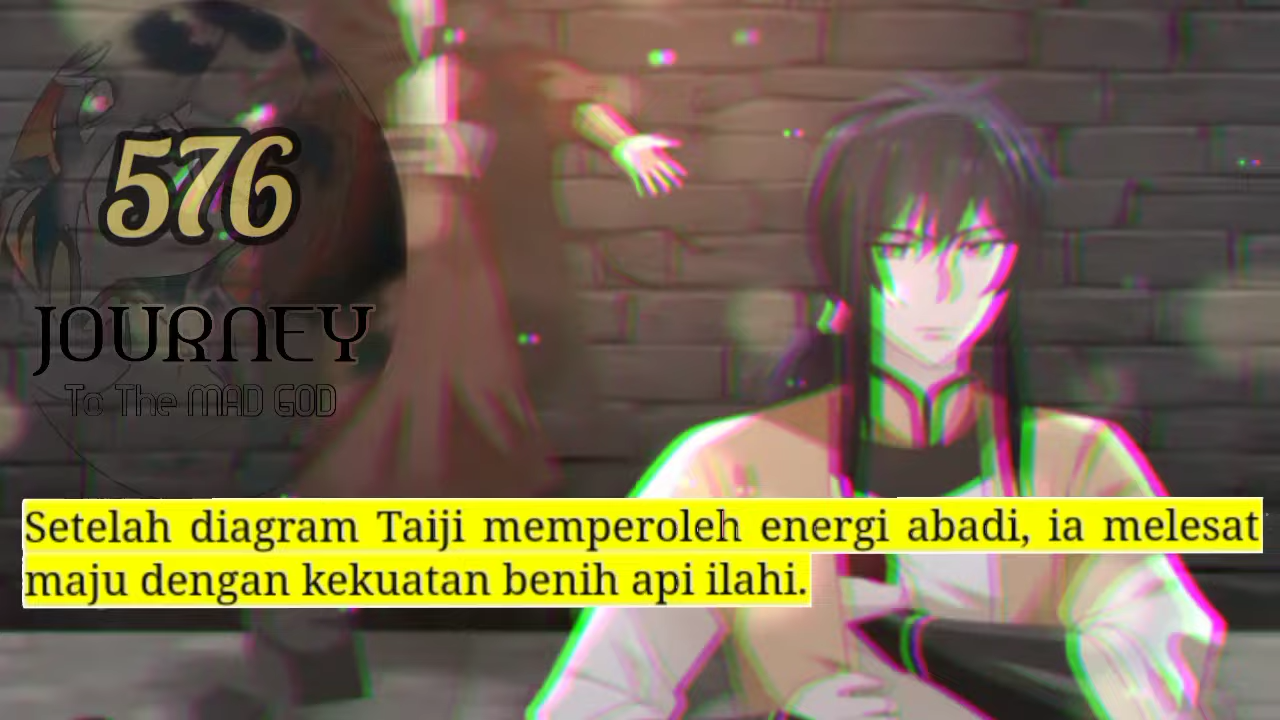 576
JOURNEY
To The MAD GOD
Setelah diagram Taiji memperoleh energi abadi, ia melesat
maju dengan kekuatan benih api ilahi.